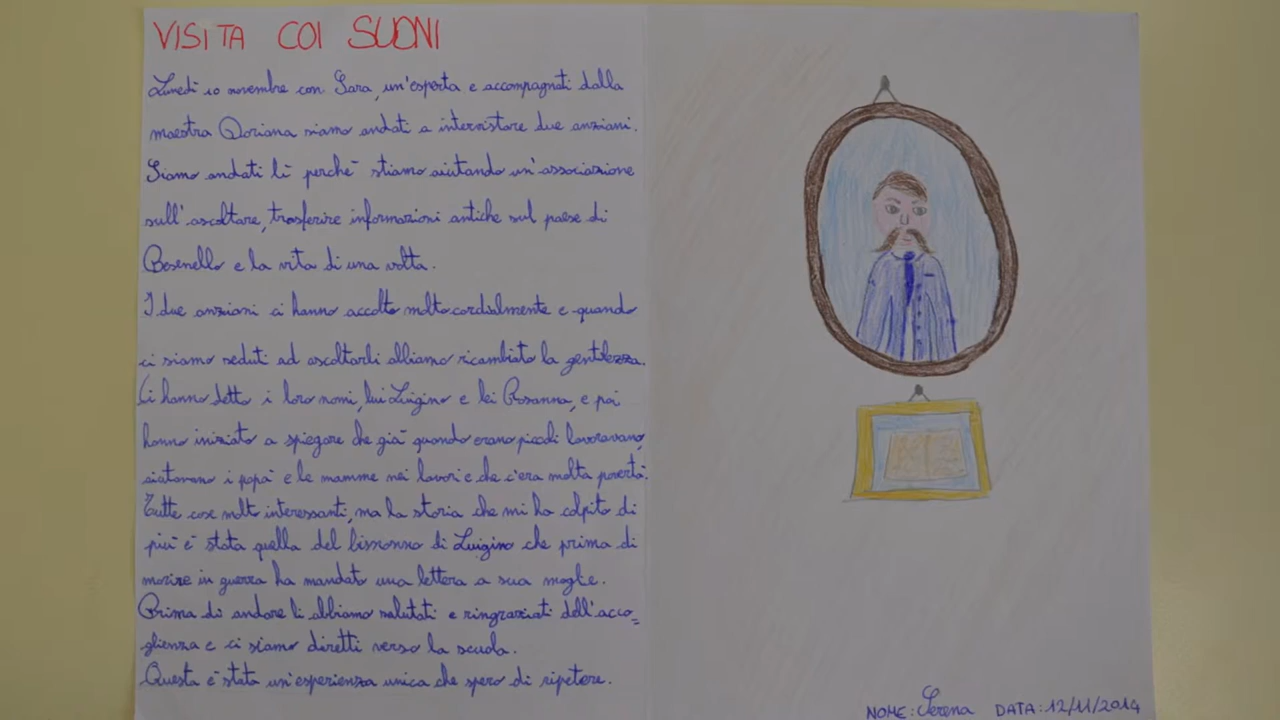 VISITA COI SUONI
Lunedì 10 novembre con Sara, un'esperta e accompagnati dalla
maestra Doriana siamo andati a intervistare due anziani.
Siamo andati lì perchè stiamo aiutando un'associazione
sull'ascoltare, trasferire informazioni antiche sul paese di
Besenello e la vita di una volta.
I due anziani ci hanno accolto molto cordialmente e quando
ci siamo seduti ad ascoltarli abbiamo ricambiato la gentilezza.
Ci hanno detto i loro nomi, lui Luigino e lei Rosanna, e poi
hanno iniziato a spiegare che già quando erano piccoli lavoravano,
aiutavano i papà e le mamme nei lavori e che c'era molta povertà.
Tutte cose molto interessanti, ma la storia che mi ha colpito di
più è stata quella del bisnonno di Luigino che prima di
morire in guerra ha mandato una lettera a sua moglie.
Prima di andare li abbiamo salutati e ringraziati dell'acco=
glienza e ci siamo diretti verso la scuola.
Questa è stata un'esperienza unica che spero di ripetere.
NOME: Serena DATA: 12/11/2014